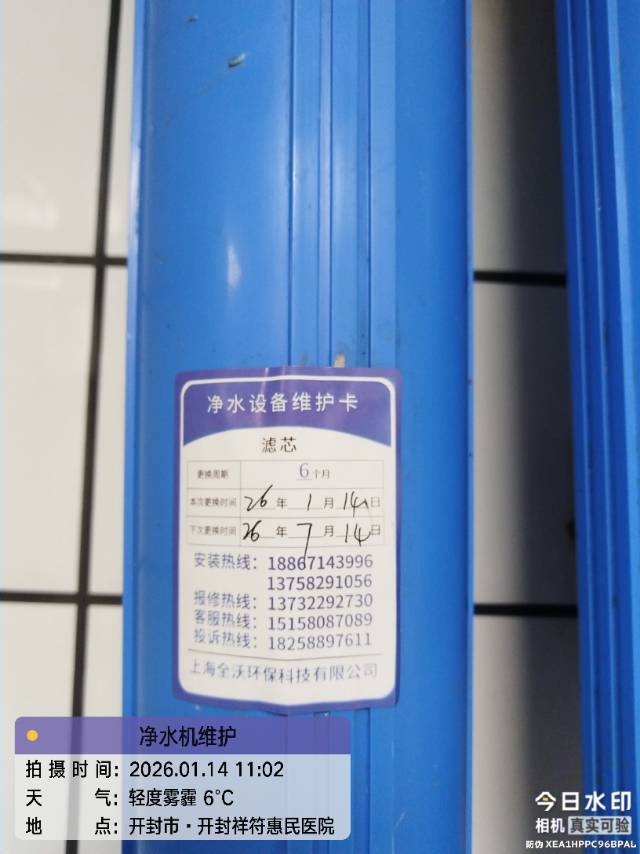 净水设备维护卡
滤芯
更换周期 6个月
本次更换时间 26年 1月 14日
下次更换时间 26年 7月 14日
安装热线：18867143996
13758291056
报修热线：13732292730
客服热线：15158087089
投诉热线：18258897611
上海全沃环保科技有限公司
净水机维护
拍摄时间：2026.01.14 11:02
天气：轻度雾霾 6℃
地点：开封市·开封祥符惠民医院
今日水印
相机 真实可验
防伪 XEA1HPPC96BPAL